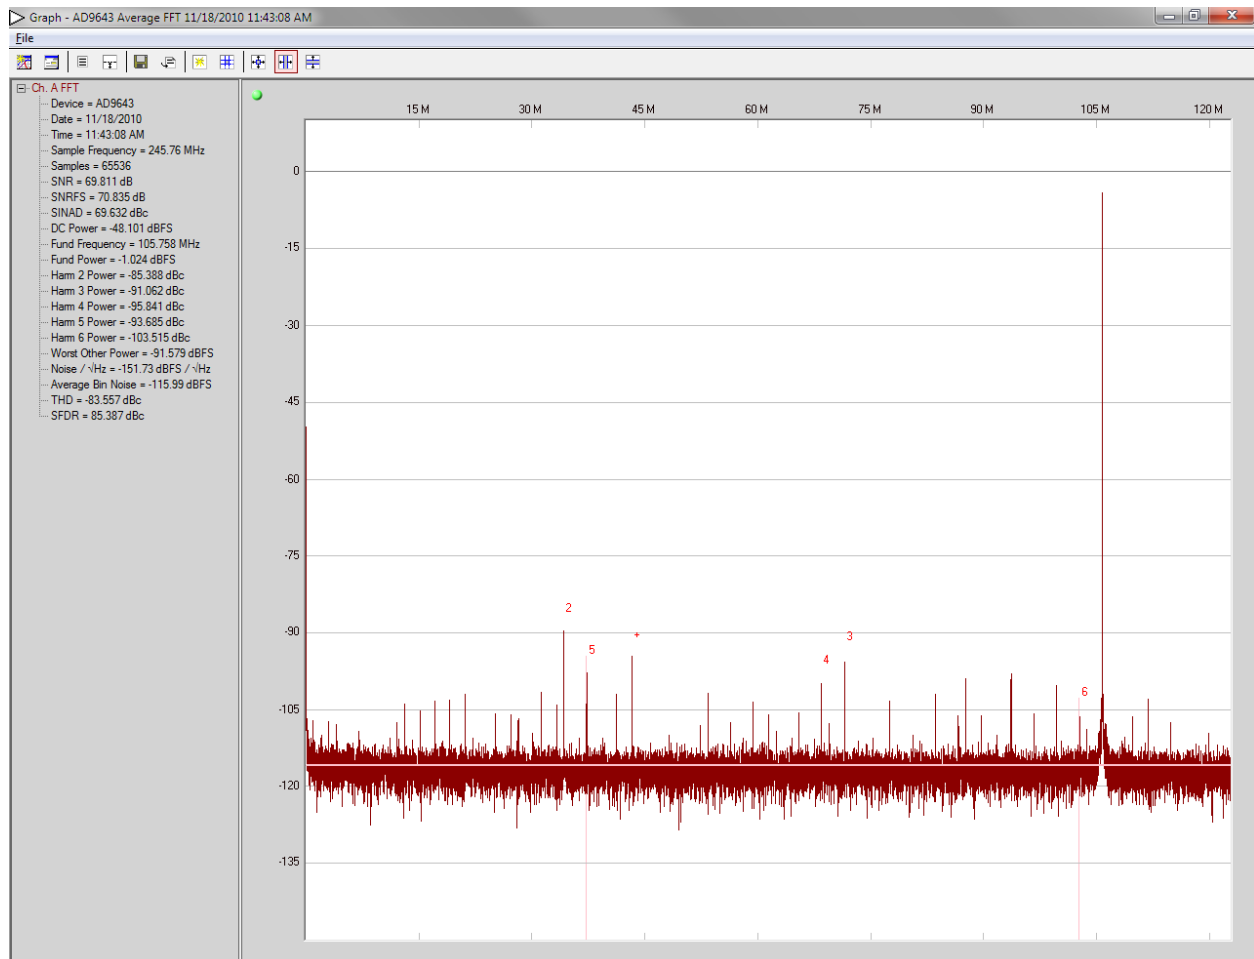 Graph - AD9643 Average FFT 11/18/2010 11:43:08 AM
File
Ch. A FFT
Device = AD9643
Date = 11/18/2010
Time = 11:43:08 AM
Sample Frequency = 245.76 MHz
Samples = 65536
SNR = 69.811 dB
SNRFS = 70.835 dB
SINAD = 69.632 dBc
DC Power = -48.101 dBFS
Fund Frequency = 105.758 MHz
Fund Power = -1.024 dBFS
Harm 2 Power = -85.388 dBc
Harm 3 Power = -91.062 dBc
Harm 4 Power = -95.841 dBc
Harm 5 Power = -93.685 dBc
Harm 6 Power = -103.515 dBc
Worst Other Power = -91.579 dBFS
Noise / √Hz = -151.73 dBFS / √Hz
Average Bin Noise = -115.99 dBFS
THD = -83.557 dBc
SFDR = 85.387 dBc
15 M 30 M 45 M 60 M 75 M 90 M 105 M 120 M
0
-15
-30
-45
-60
-75
-90
-105
-120
-135
2
5
+
4
3
6